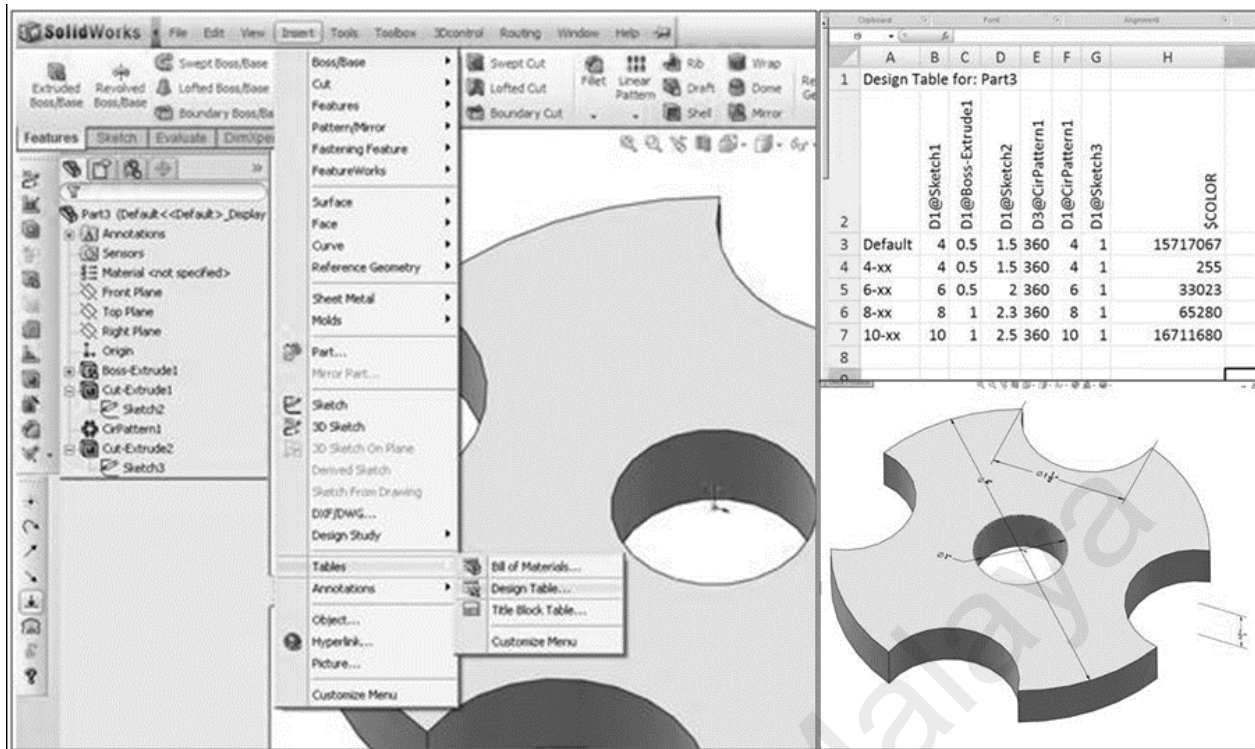 SolidWorks File Edit View Insert Tools Toolbox 3Dcontrol Routing Window Help
Extruded Boss/Base
Revolved Boss/Base
Swept Boss/Base
Lofted Boss/Base
Boundary Boss/Ba
Swept Cut
Lofted Cut
Boundary Cut
Fillet
Linear Pattern
Rib
Draft
Shell
Wrap
Dome
Mirror
Features Sketch Evaluate DimXpe
Part3 (Default<<Default>_Display
Annotations
Sensors
Material <not specified>
Front Plane
Top Plane
Right Plane
Origin
Boss-Extrude1
Cut-Extrude1
Sketch2
CirPattern1
Cut-Extrude2
Sketch3
Boss/Base
Cut
Features
Pattern/Mirror
Fastening Feature
FeatureWorks
Surface
Face
Curve
Reference Geometry
Sheet Metal
Molds
Part...
Mirror Part...
Sketch
3D Sketch
3D Sketch On Plane
Derived Sketch
Sketch From Drawing
DXF/DWG...
Design Study
Tables
Annotations
Object...
Hyperlink...
Picture...
Customize Menu
Bill of Materials...
Design Table...
Title Block Table...
Customize Menu
Clipboard Font Alignment
I9 fx
A B C D E F G H
1 Design Table for: Part3
2 D1@Sketch1 D1@Boss-Extrude1 D1@Sketch2 D3@CirPattern1 D1@CirPattern1 D1@Sketch3 $COLOR
3 Default 4 0.5 1.5 360 4 1 15717067
4 4-xx 4 0.5 1.5 360 4 1 255
5 6-xx 6 0.5 2 360 6 1 33023
6 8-xx 8 1 2.3 360 8 1 65280
7 10-xx 10 1 2.5 360 10 1 16711680
8
9
Malaya